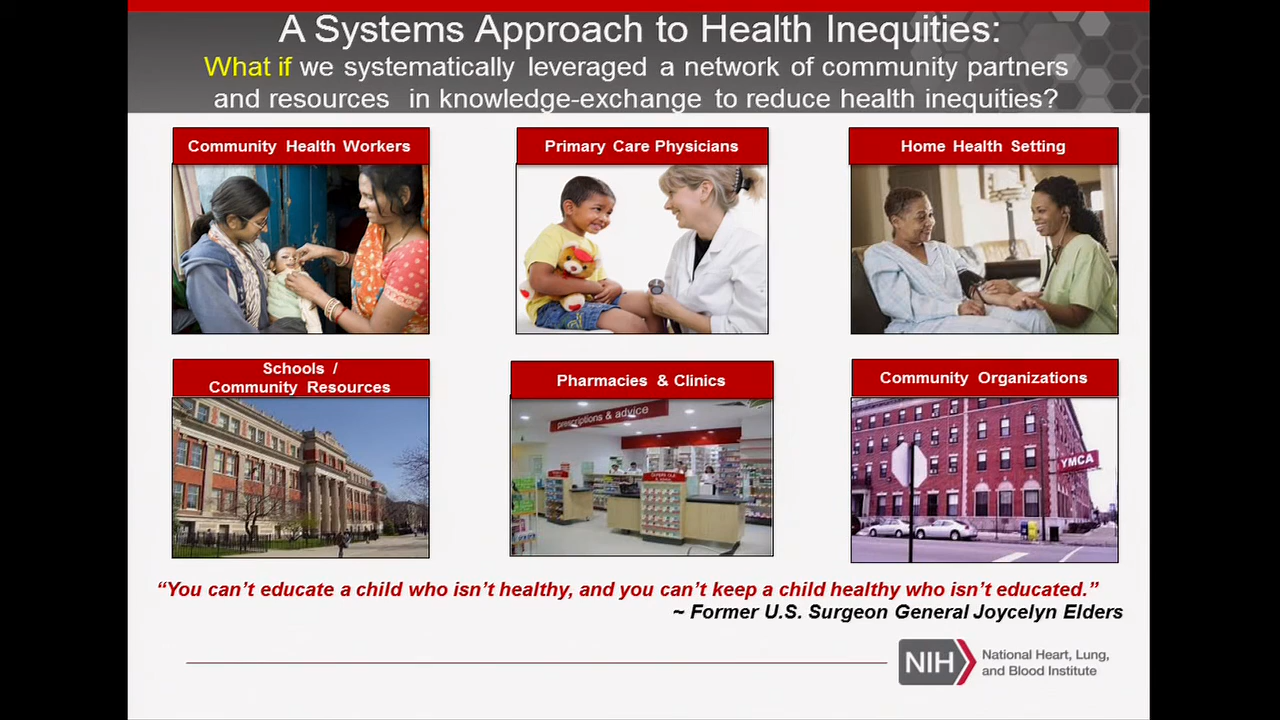 A Systems Approach to Health Inequities:
What if we systematically leveraged a network of community partners
and resources in knowledge-exchange to reduce health inequities?
Community Health Workers
Primary Care Physicians
Home Health Setting
Schools /
Community Resources
Pharmacies & Clinics
Community Organizations
prescriptions & advice
YMCA
“You can’t educate a child who isn’t healthy, and you can’t keep a child healthy who isn’t educated.”
~ Former U.S. Surgeon General Joycelyn Elders
NIH
National Heart, Lung,
and Blood Institute